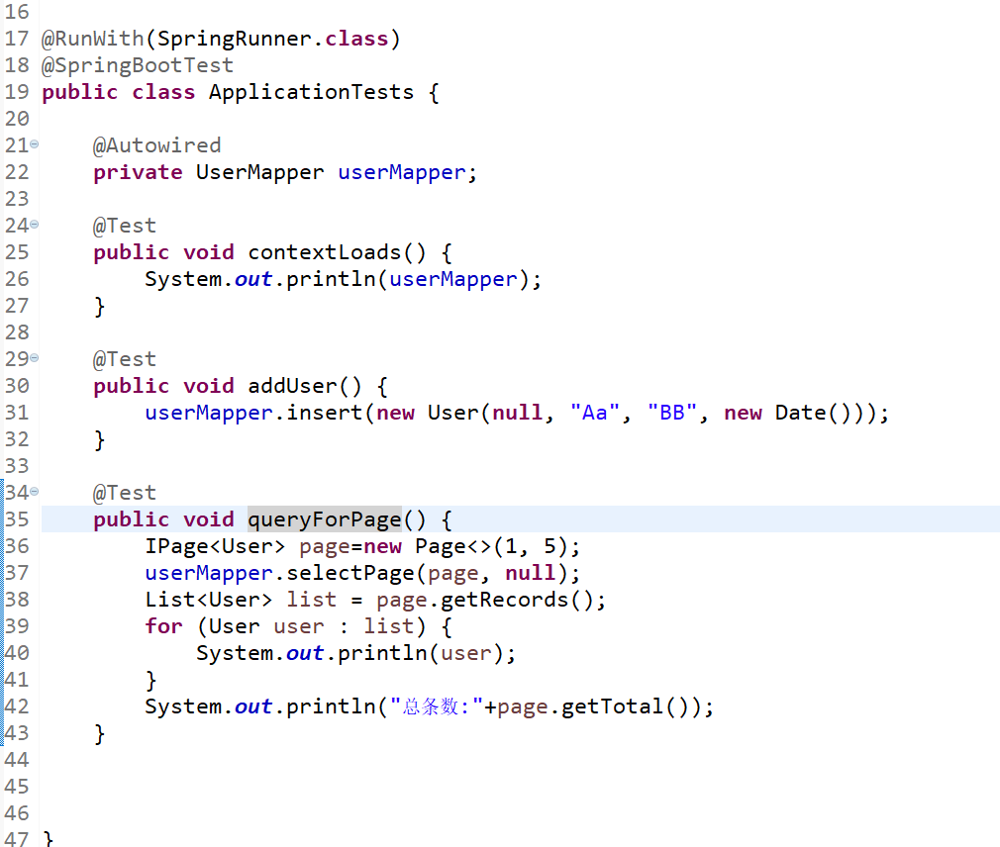 16
17 @RunWith(SpringRunner.class)
18 @SpringBootTest
19 public class ApplicationTests {
20
21     @Autowired
22     private UserMapper userMapper;
23
24     @Test
25     public void contextLoads() {
26         System.out.println(userMapper);
27     }
28
29     @Test
30     public void addUser() {
31         userMapper.insert(new User(null, "Aa", "BB", new Date()));
32     }
33
34     @Test
35     public void queryForPage() {
36         IPage<User> page=new Page<>(1, 5);
37         userMapper.selectPage(page, null);
38         List<User> list = page.getRecords();
39         for (User user : list) {
40             System.out.println(user);
41         }
42         System.out.println("总条数:"+page.getTotal());
43     }
44
45
46
47 }